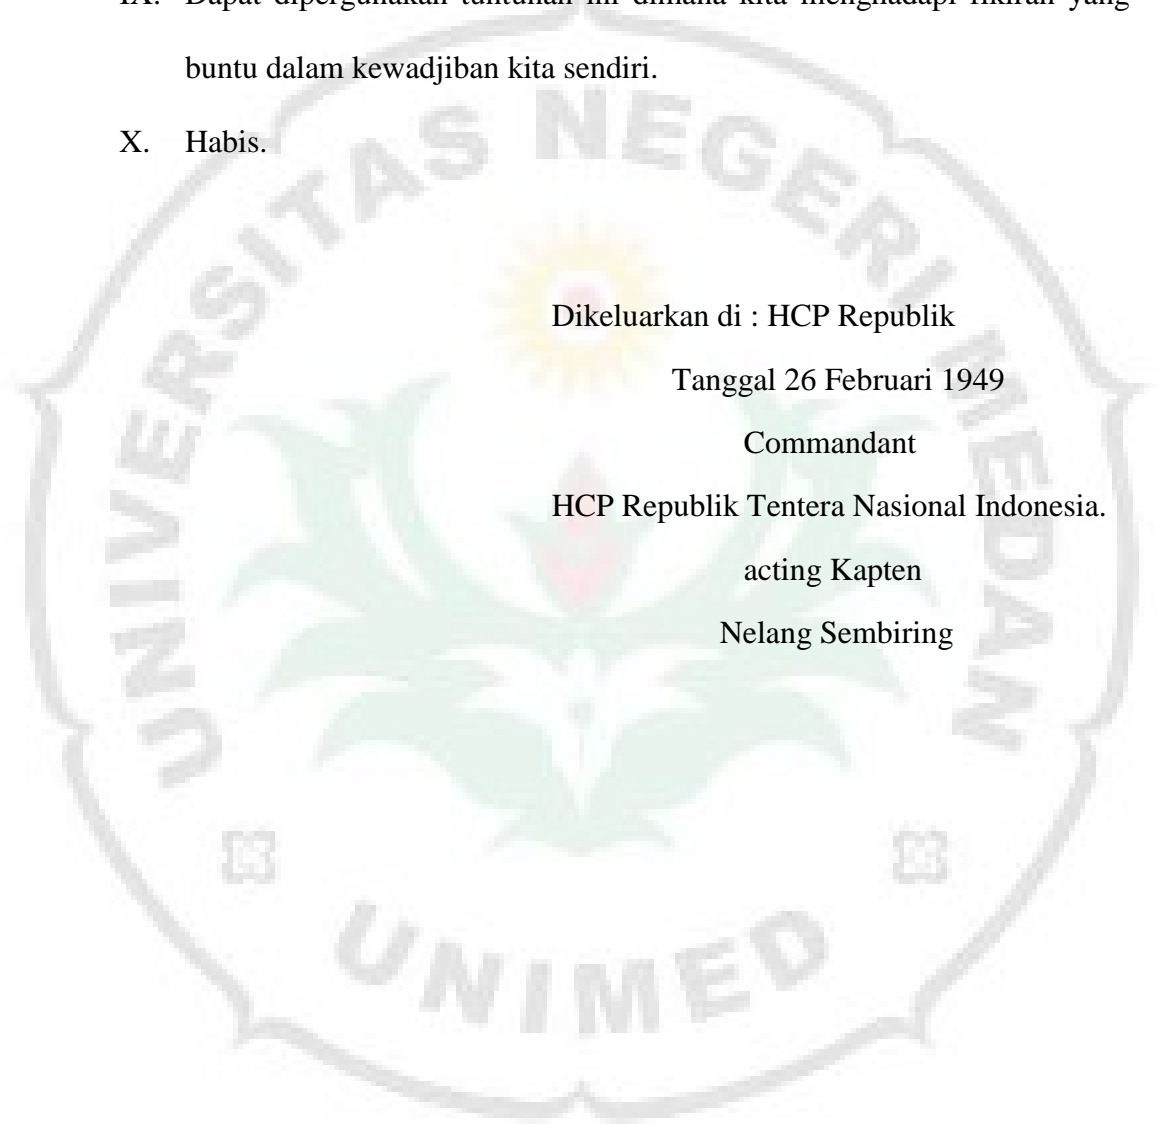 IX. Dapat dipergunakan tuntunan ini dimana kita menghadapi fikiran yang
buntu dalam kewadjiban kita sendiri.
X. Habis.
Dikeluarkan di : HCP Republik
Tanggal 26 Februari 1949
Commandant
HCP Republik Tentera Nasional Indonesia.
acting Kapten
Nelang Sembiring
UNIVERSITAS NEGERI MEDAN
UNIMED